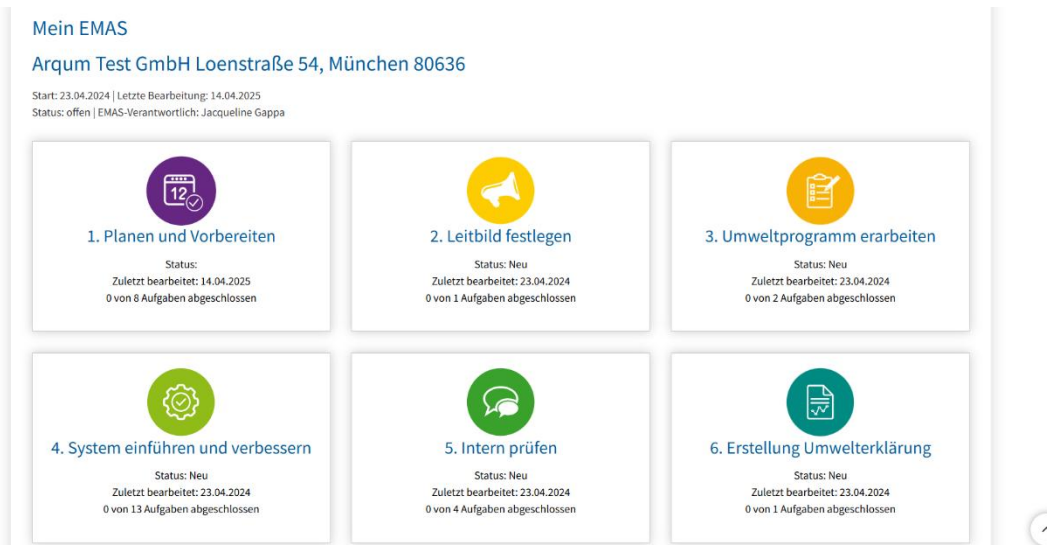 Mein EMAS
Arqum Test GmbH Loenstraße 54, München 80636
Start: 23.04.2024 | Letzte Bearbeitung: 14.04.2025
Status: offen | EMAS-Verantwortlich: Jacqueline Gappa
12
1. Planen und Vorbereiten
Status:
Zuletzt bearbeitet: 14.04.2025
0 von 8 Aufgaben abgeschlossen
2. Leitbild festlegen
Status: Neu
Zuletzt bearbeitet: 23.04.2024
0 von 1 Aufgaben abgeschlossen
3. Umweltprogramm erarbeiten
Status: Neu
Zuletzt bearbeitet: 23.04.2024
0 von 2 Aufgaben abgeschlossen
4. System einführen und verbessern
Status: Neu
Zuletzt bearbeitet: 23.04.2024
0 von 13 Aufgaben abgeschlossen
5. Intern prüfen
Status: Neu
Zuletzt bearbeitet: 23.04.2024
0 von 4 Aufgaben abgeschlossen
6. Erstellung Umwelterklärung
Status: Neu
Zuletzt bearbeitet: 23.04.2024
0 von 1 Aufgaben abgeschlossen